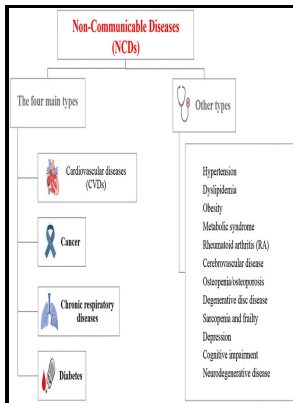 Non-Communicable Diseases
(NCDs)
The four main types
Other types
Cardiovascular diseases
(CVDs)
Cancer
Chronic respiratory
diseases
Diabetes
Hypertension
Dyslipidemia
Obesity
Metabolic syndrome
Rheumatoid arthritis (RA)
Cerebrovascular disease
Osteopenia/osteoporosis
Degenerative disc disease
Sarcopenia and frailty
Depression
Cognitive impairment
Neurodegenerative disease